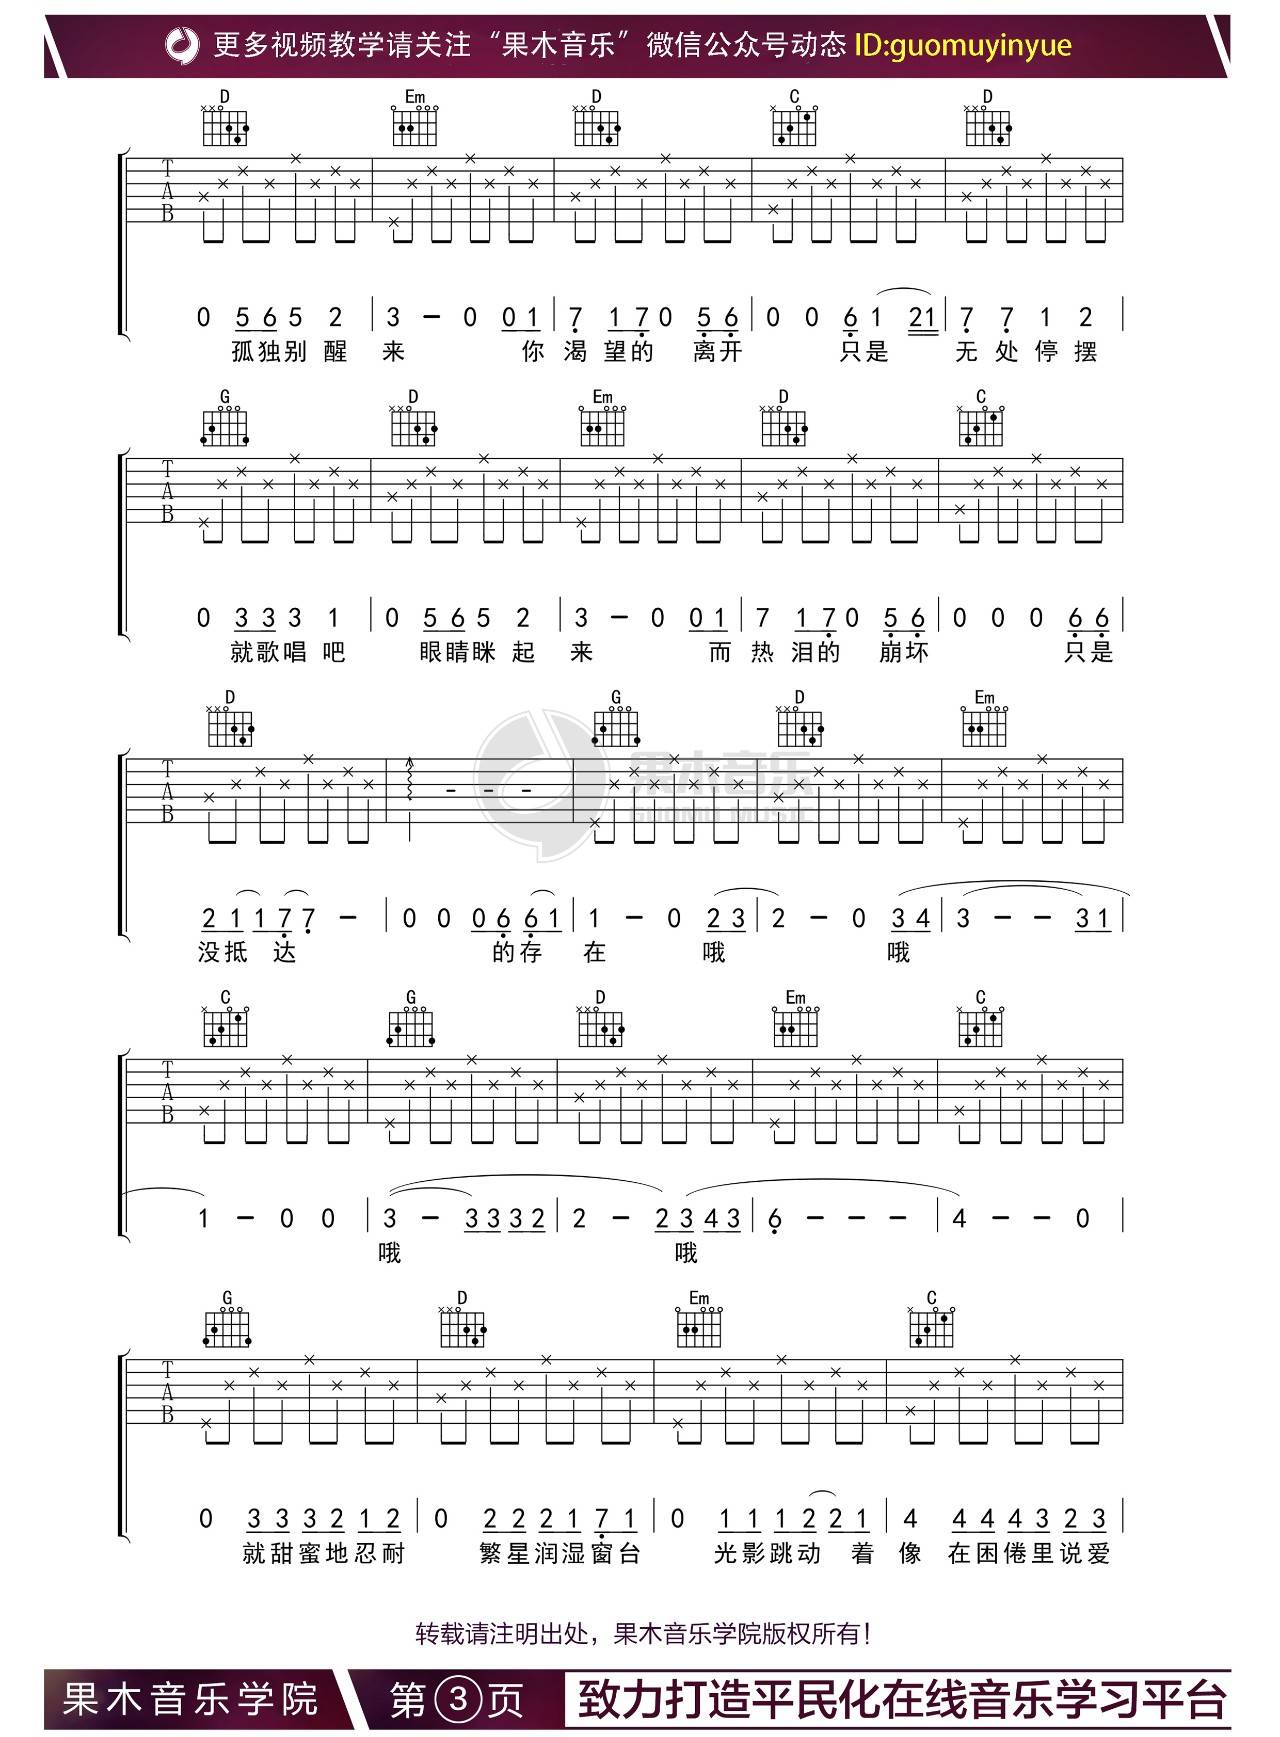 更多视频教学请关注“果木音乐”微信公众号动态 ID:guomuyinyue
D Em D C D
T
A
B
0 5 6 5 2 | 3 – 0 0 1 | 7 1 7 0 5 6 | 0 0 6 1 2 1 | 7 7 1 2 |
孤独别 醒 来 你 渴 望的 离开 只是 无 处 停 摆
G D Em D C
T
A
B
0 3 3 3 1 | 0 5 6 5 2 | 3 – 0 0 1 | 7 1 7 0 5 6 | 0 0 0 6 6 |
就歌唱 吧 眼睛眯 起 来 而 热 泪的 崩坏 只是
D G D Em
果木音乐
GUOMU MUSIC
T
A
B
2 1 1 7 7 – | 0 0 0 6 6 1 | 1 – 0 2 3 | 2 – 0 3 4 | 3 – – 3 1 |
没抵 达 的存 在 哦 哦
C G D Em C
T
A
B
1 – 0 0 | 3 – 3 3 3 2 | 2 – 2 3 4 3 | 6 – – – | 4 – – 0 |
哦 哦
G D Em C
T
A
B
0 3 3 3 2 1 2 | 0 2 2 2 1 7 1 | 0 1 1 1 2 2 1 | 4 4 4 4 3 2 3 |
就甜蜜地忍耐 繁星润湿窗台 光影跳动 着 像 在困倦里说爱
转载请注明出处，果木音乐学院版权所有！
果木音乐学院 第③页 致力打造平民化在线音乐学习平台